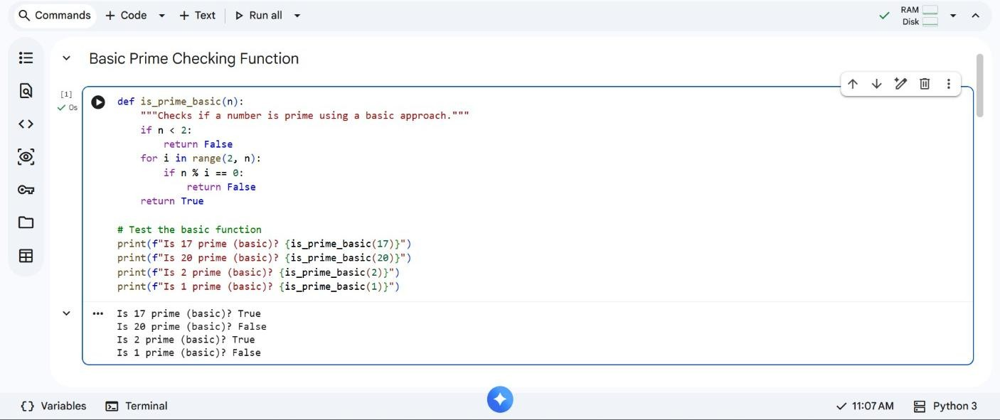 Commands + Code + Text Run all RAM
Disk
Basic Prime Checking Function
[1]
0s
def is_prime_basic(n):
    """Checks if a number is prime using a basic approach."""
    if n < 2:
        return False
    for i in range(2, n):
        if n % i == 0:
            return False
    return True

# Test the basic function
print(f"Is 17 prime (basic)? {is_prime_basic(17)}")
print(f"Is 20 prime (basic)? {is_prime_basic(20)}")
print(f"Is 2 prime (basic)? {is_prime_basic(2)}")
print(f"Is 1 prime (basic)? {is_prime_basic(1)}")
Is 17 prime (basic)? True
Is 20 prime (basic)? False
Is 2 prime (basic)? True
Is 1 prime (basic)? False
{} Variables Terminal 11:07 AM Python 3